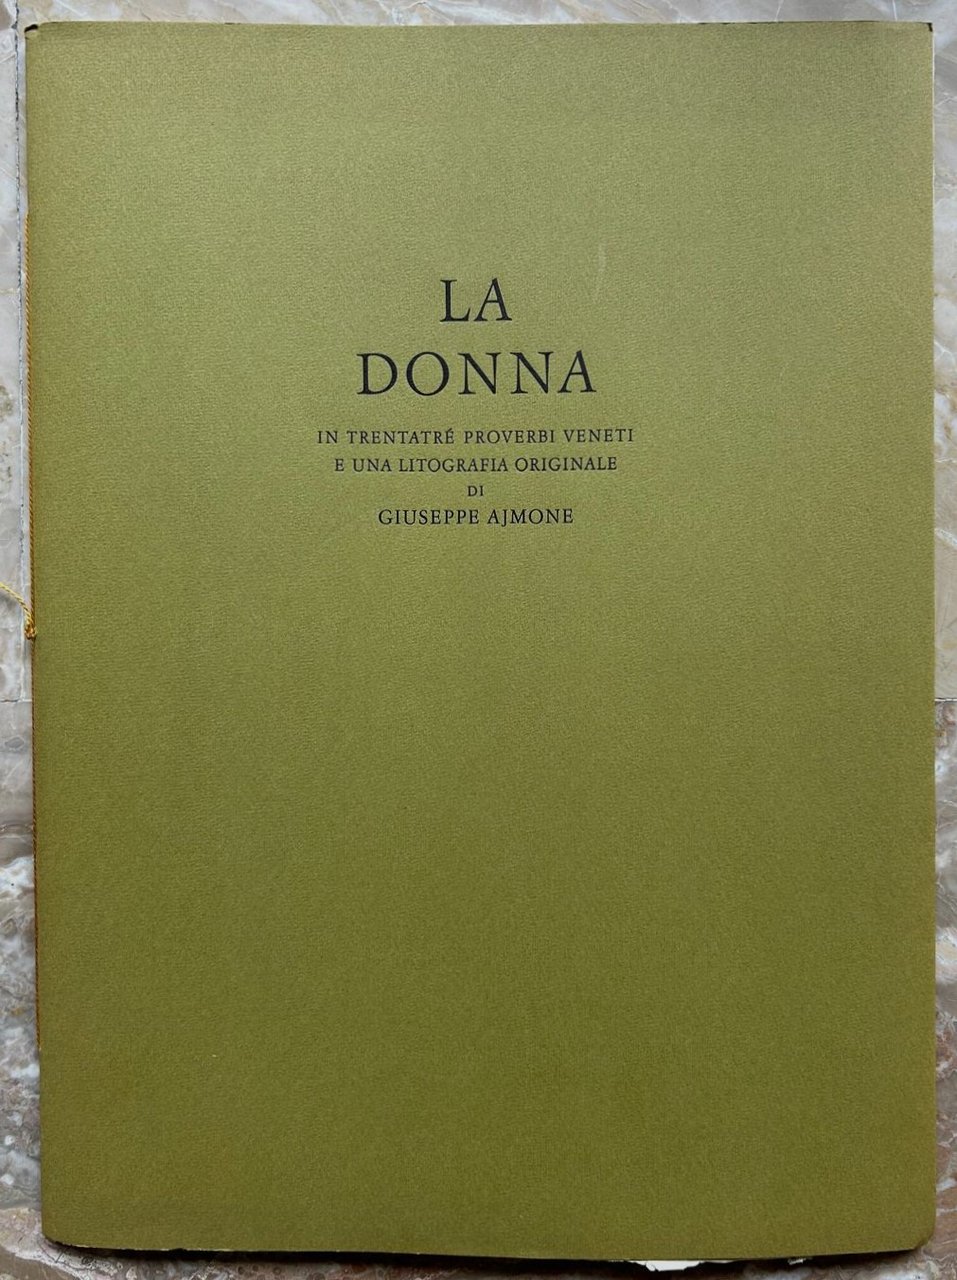 LA
DONNA
IN TRENTATRÉ PROVERBI VENETI
E UNA LITOGRAFIA ORIGINALE
DI
GIUSEPPE AJMONE